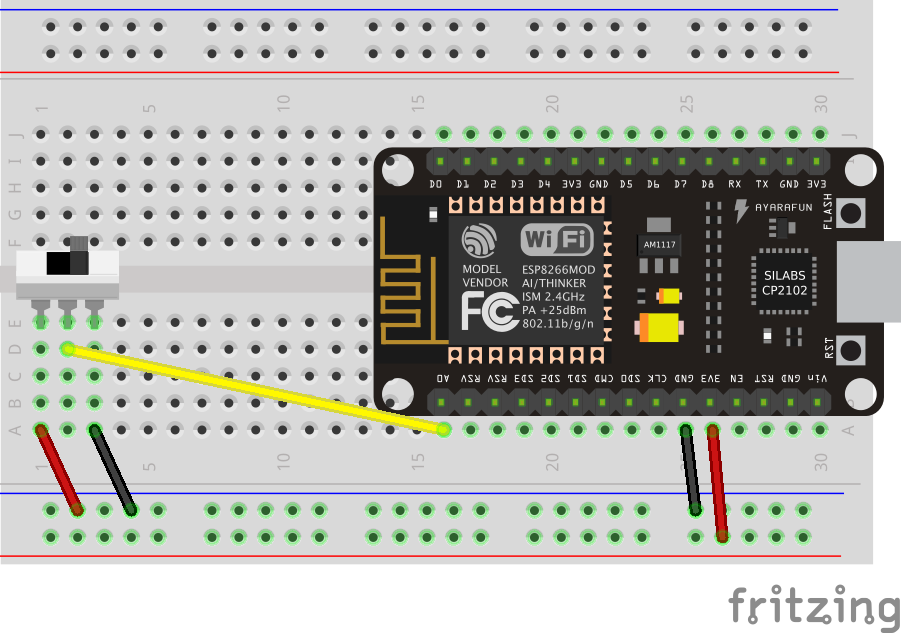 1 5 10 15 20 25 30
J J
I
H
G
F
D0 D1 D2 D3 D4 3V3 GND D5 D6 D7 D8 RX TX GND 3V3
AYARAFUN
FLASH
WiFi
AM1117
MODEL
VENDOR
ESP8266MOD
AI/THINKER
ISM 2.4GHz
PA +25dBm
802.11b/g/n
FC
SILABS
CP2102
RST
E
D
C
B
A A
A0 RSV RSV SD3 SD2 SD1 CMD SD0 CLK GND 3V3 EN RST GND Vin
1 5 10 15 20 25 30
fritzing